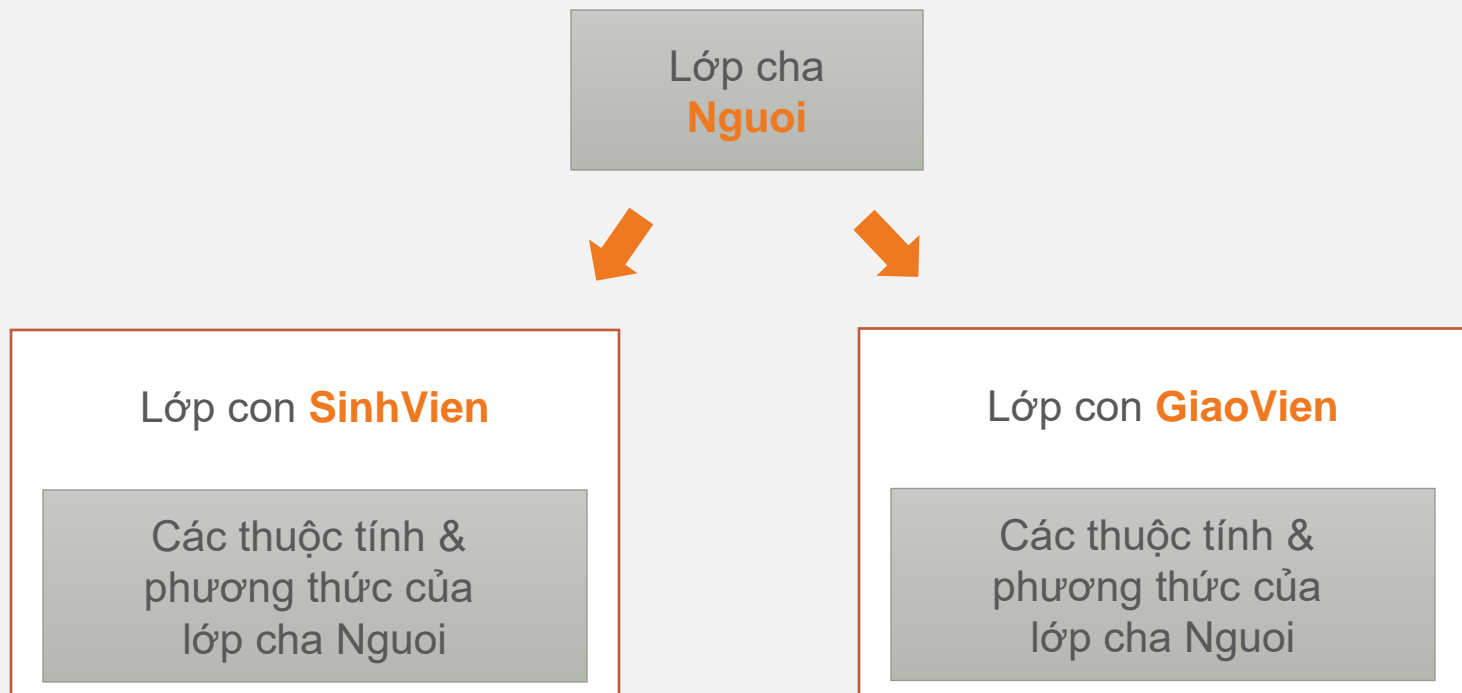 Lớp cha
Nguoi
Lớp con SinhVien
Các thuộc tính &
phương thức của
lớp cha Nguoi
Lớp con GiaoVien
Các thuộc tính &
phương thức của
lớp cha Nguoi